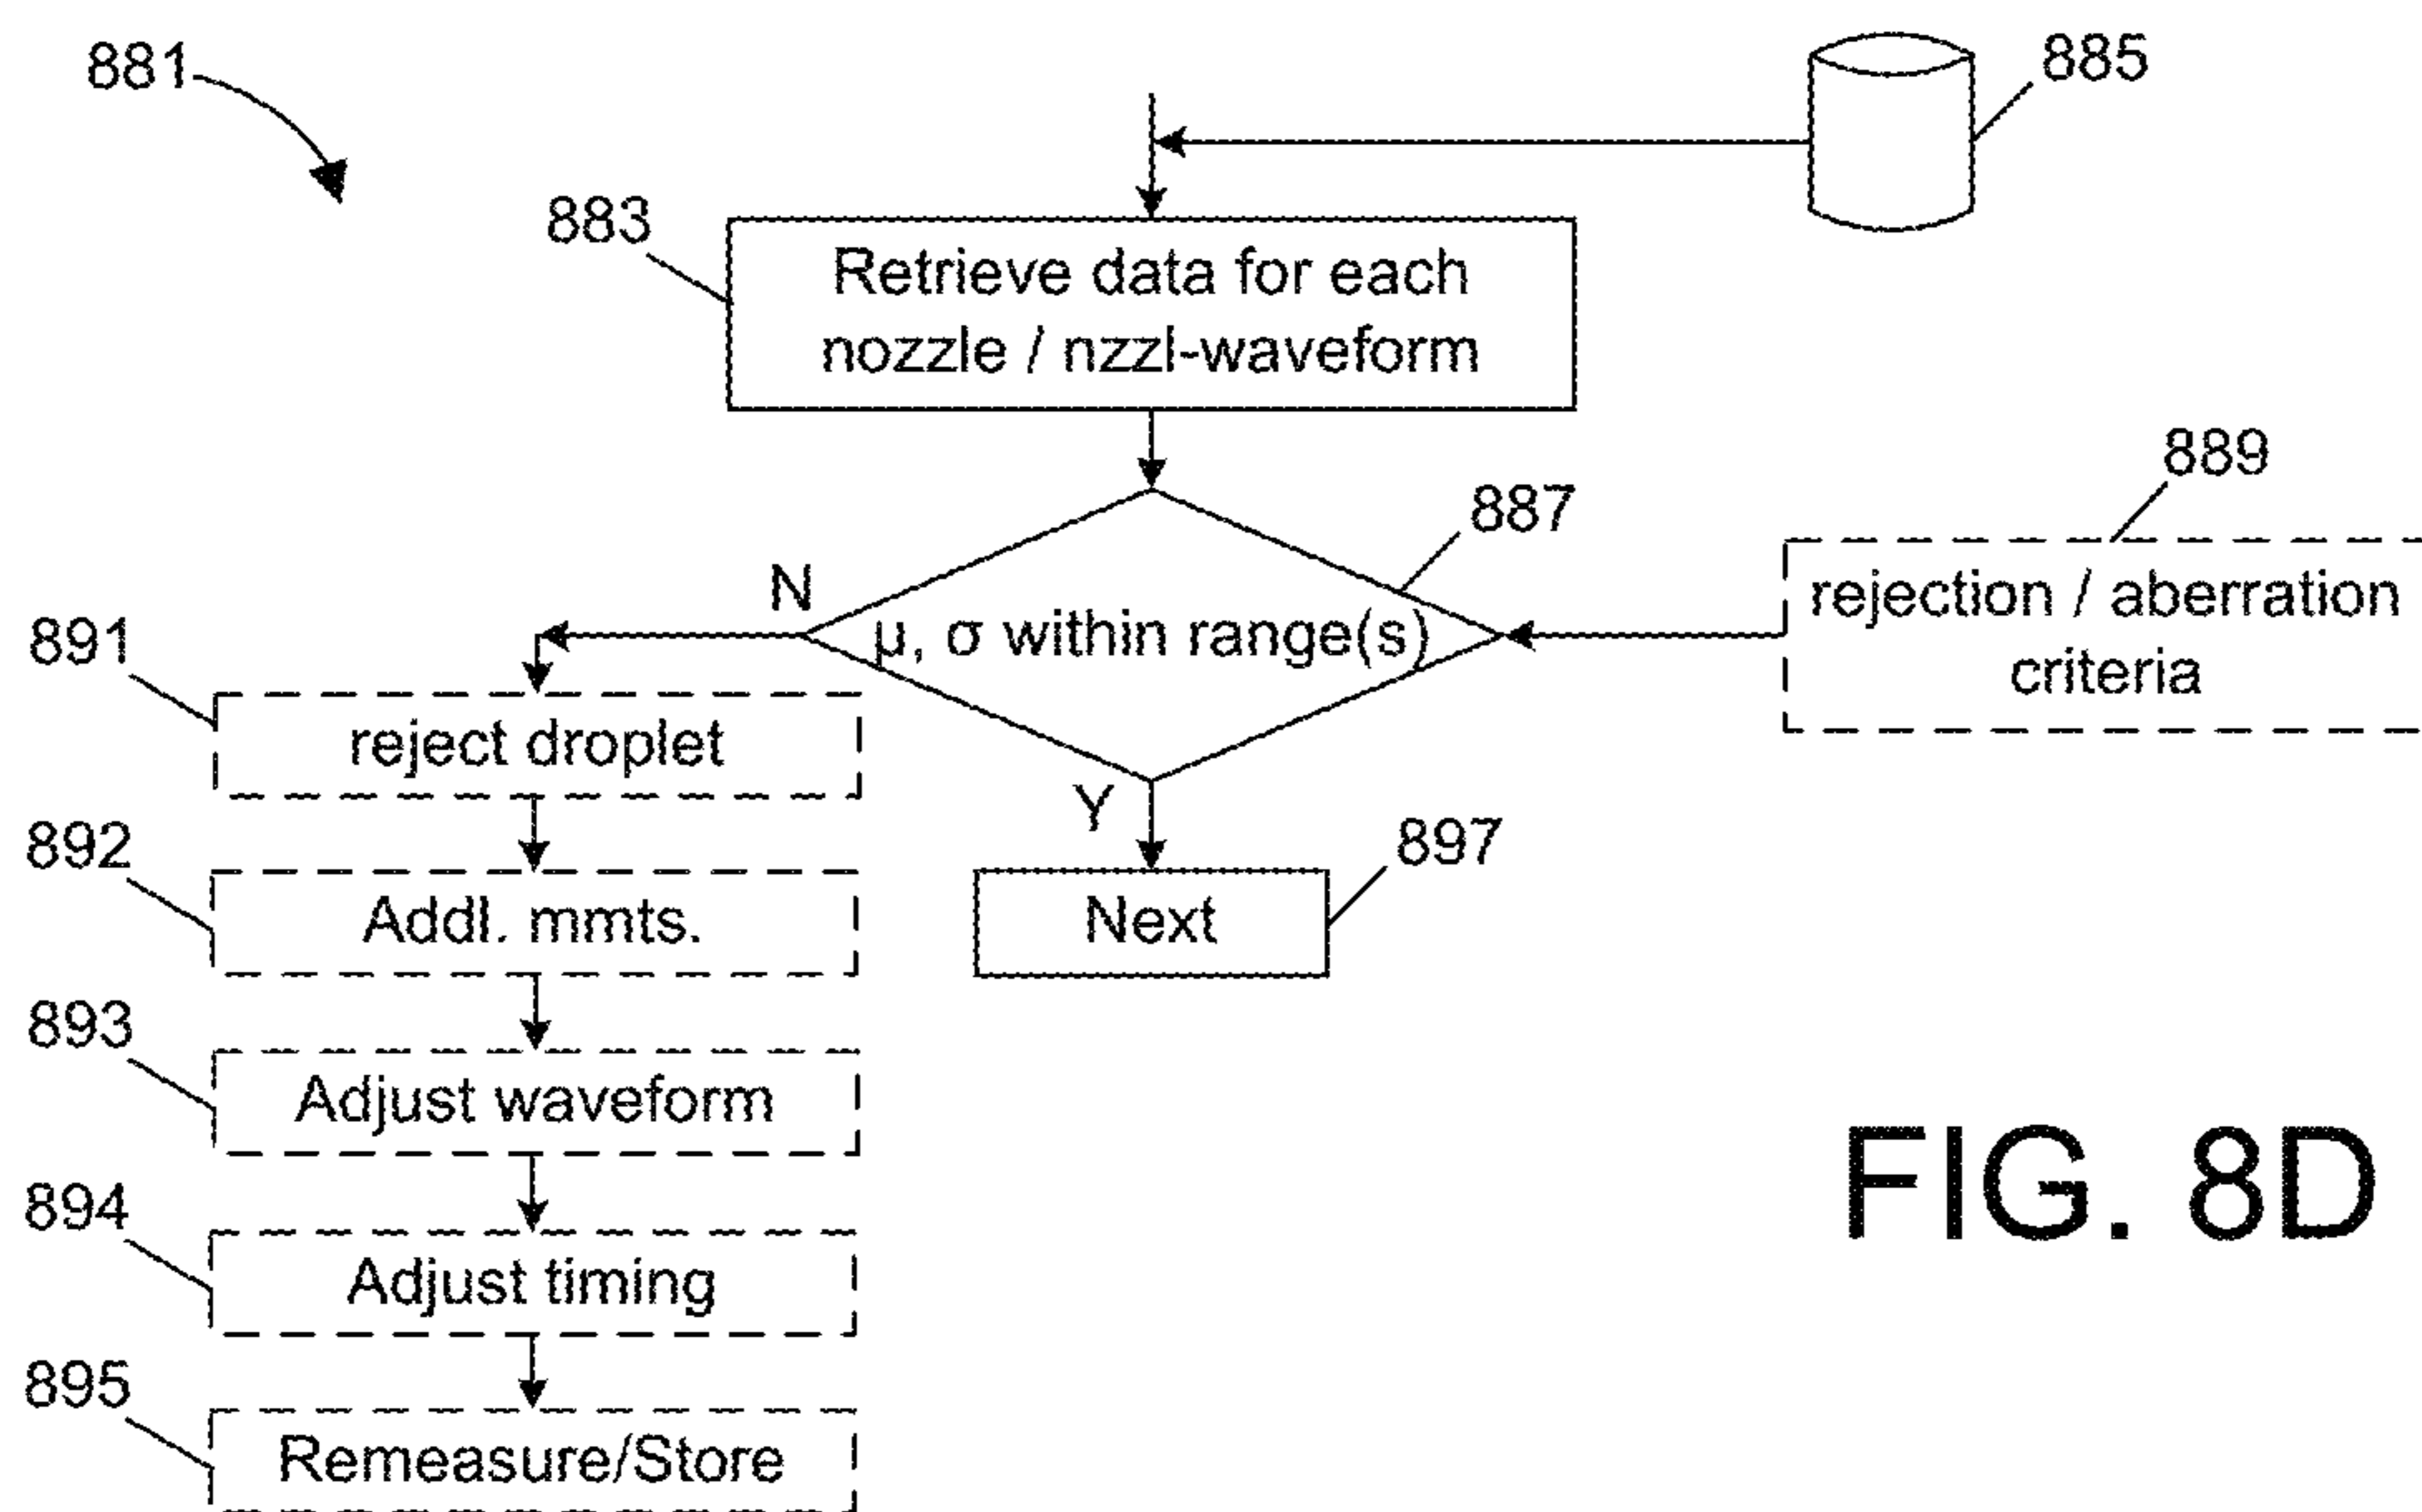 881
885
883
Retrieve data for each
nozzle / nzzl-waveform
889
887
N
μ, σ within range(s)
rejection / aberration
criteria
891
reject droplet
Y
892
Addl. mmts.
897
Next
893
Adjust waveform
894
Adjust timing
895
Remeasure/Store
FIG. 8D